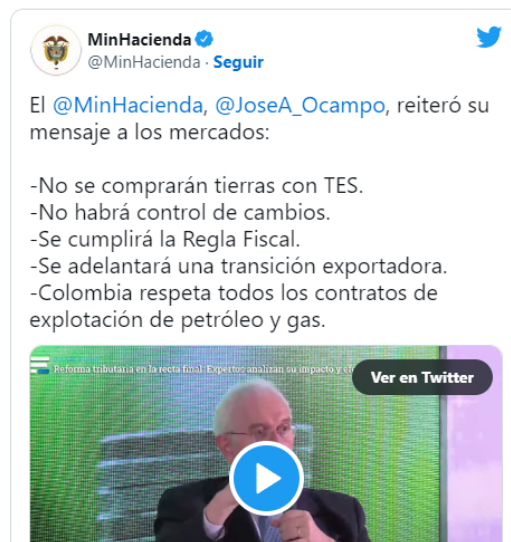 MinHacienda
@MinHacienda · Seguir
El @MinHacienda, @JoseA_Ocampo, reiteró su
mensaje a los mercados:
-No se comprarán tierras con TES.
-No habrá control de cambios.
-Se cumplirá la Regla Fiscal.
-Se adelantará una transición exportadora.
-Colombia respeta todos los contratos de
explotación de petróleo y gas.
Reforma tributaria en la recta final: Expertos analizan su impacto y
Ver en Twitter